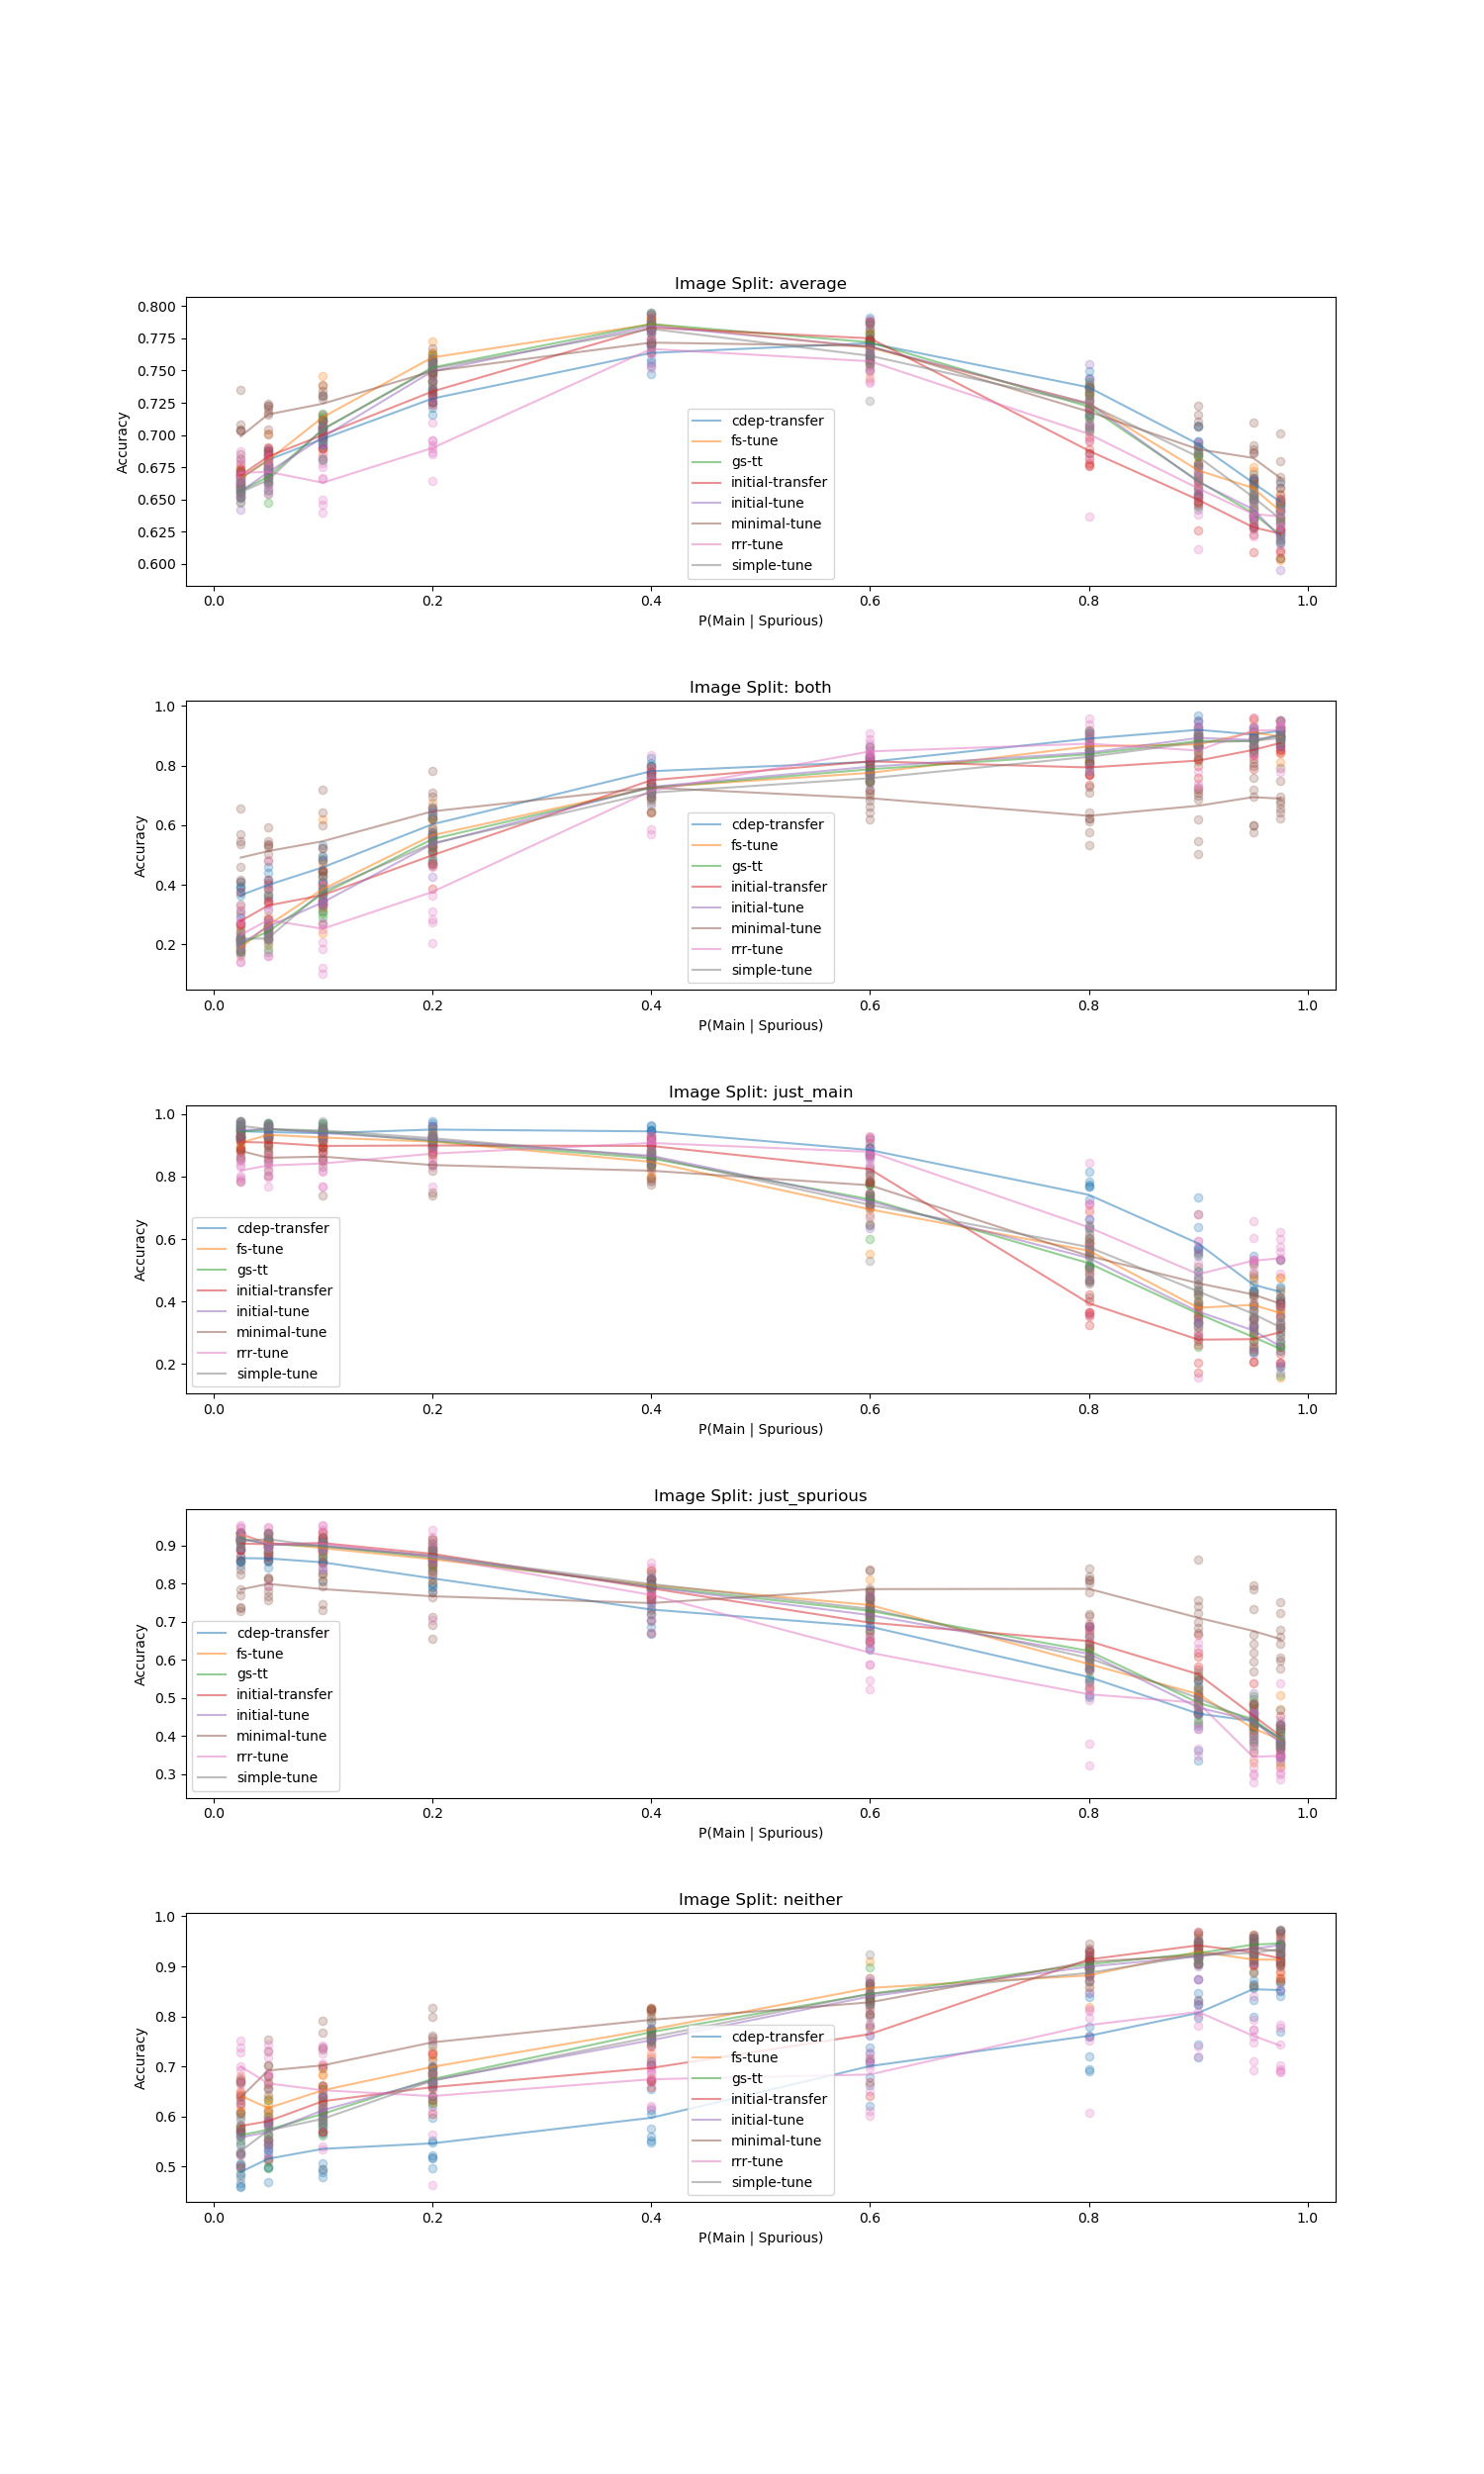 Image Split: average
0.800
0.775
0.750
0.725
0.700
0.675
0.650
0.625
0.600
Accuracy
cdep-transfer
fs-tune
gs-tt
initial-transfer
initial-tune
minimal-tune
rrr-tune
simple-tune
0.0 0.2 0.4 0.6 0.8 1.0
P(Main | Spurious)
Image Split: both
1.0
0.8
0.6
0.4
0.2
Accuracy
cdep-transfer
fs-tune
gs-tt
initial-transfer
initial-tune
minimal-tune
rrr-tune
simple-tune
0.0 0.2 0.4 0.6 0.8 1.0
P(Main | Spurious)
Image Split: just_main
1.0
0.8
0.6
0.4
0.2
Accuracy
cdep-transfer
fs-tune
gs-tt
initial-transfer
initial-tune
minimal-tune
rrr-tune
simple-tune
0.0 0.2 0.4 0.6 0.8 1.0
P(Main | Spurious)
Image Split: just_spurious
0.9
0.8
0.7
0.6
0.5
0.4
0.3
Accuracy
cdep-transfer
fs-tune
gs-tt
initial-transfer
initial-tune
minimal-tune
rrr-tune
simple-tune
0.0 0.2 0.4 0.6 0.8 1.0
P(Main | Spurious)
Image Split: neither
1.0
0.9
0.8
0.7
0.6
0.5
Accuracy
cdep-transfer
fs-tune
gs-tt
initial-transfer
initial-tune
minimal-tune
rrr-tune
simple-tune
0.0 0.2 0.4 0.6 0.8 1.0
P(Main | Spurious)